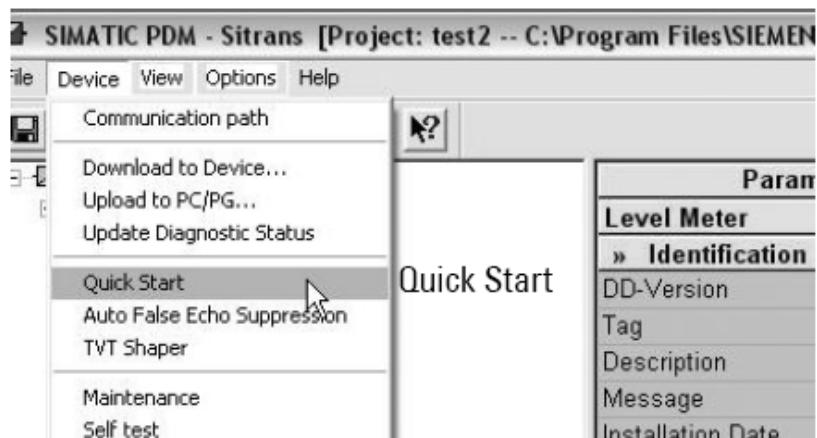 SIMATIC PDM - Sitrans [Project: test2 -- C:\Program Files\SIEMEN
File Device View Options Help
Communication path
Download to Device...
Upload to PC/PG...
Update Diagnostic Status
Quick Start
Auto False Echo Suppression
TVT Shaper
Maintenance
Self test
Quick Start
Param
Level Meter
» Identification
DD-Version
Tag
Description
Message
Installation Date